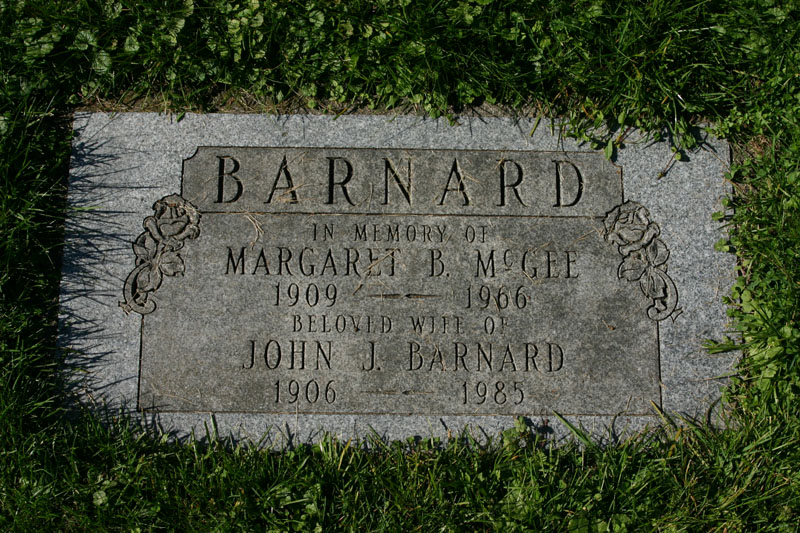 BARNARD
IN MEMORY OF
MARGARET B. McGEE
1909 — 1966
BELOVED WIFE OF
JOHN J. BARNARD
1906 — 1985